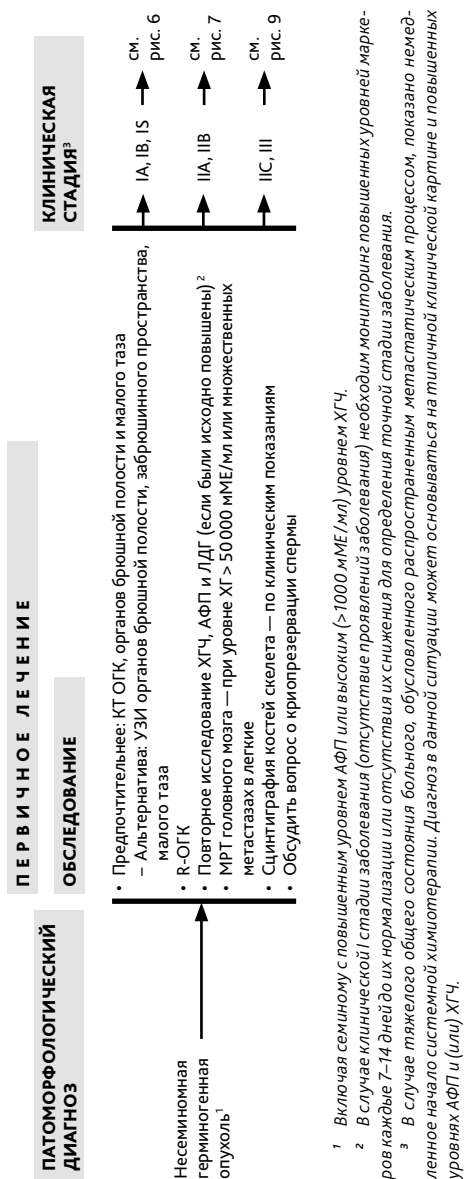 ПЕРВИЧНОЕ ЛЕЧЕНИЕ
ПАТОМОРФОЛОГИЧЕСКИЙ
ДИАГНОЗ
ОБСЛЕДОВАНИЕ
КЛИНИЧЕСКАЯ
СТАДИЯ³
Несеминомная
герминогенная
опухоль¹
• Предпочтительнее: КТ ОГК, органов брюшной полости и малого таза
– Альтернатива: УЗИ органов брюшной полости, забрюшинного пространства,
малого таза
• R-ОГК
• Повторное исследование ХГЧ, АФП и ЛДГ (если были исходно повышены)²
• МРТ головного мозга — при уровне ХГ > 50 000 мМЕ/мл или множественных
метастазах в легкие
• Сцинтиграфия костей скелета — по клиническим показаниям
• Обсудить вопрос о криопрезервации спермы
IA, IB, IS
см.
рис. 6
IIA, IIB
см.
рис. 7
IIC, III
см.
рис. 9
¹ Включая семиному с повышенным уровнем АФП или высоким (>1000 мМЕ/мл) уровнем ХГЧ.
² В случае клинической I стадии заболевания (отсутствие проявлений заболевания) необходим мониторинг повышенных уровней марке-
ров каждые 7–14 дней до их нормализации или отсутствия их снижения для определения точной стадии заболевания.
³ В случае тяжелого общего состояния больного, обусловленного распространенным метастатическим процессом, показано немед-
ленное начало системной химиотерапии. Диагноз в данной ситуации может основываться на типичной клинической картине и повышенных
уровнях АФП и (или) ХГЧ.